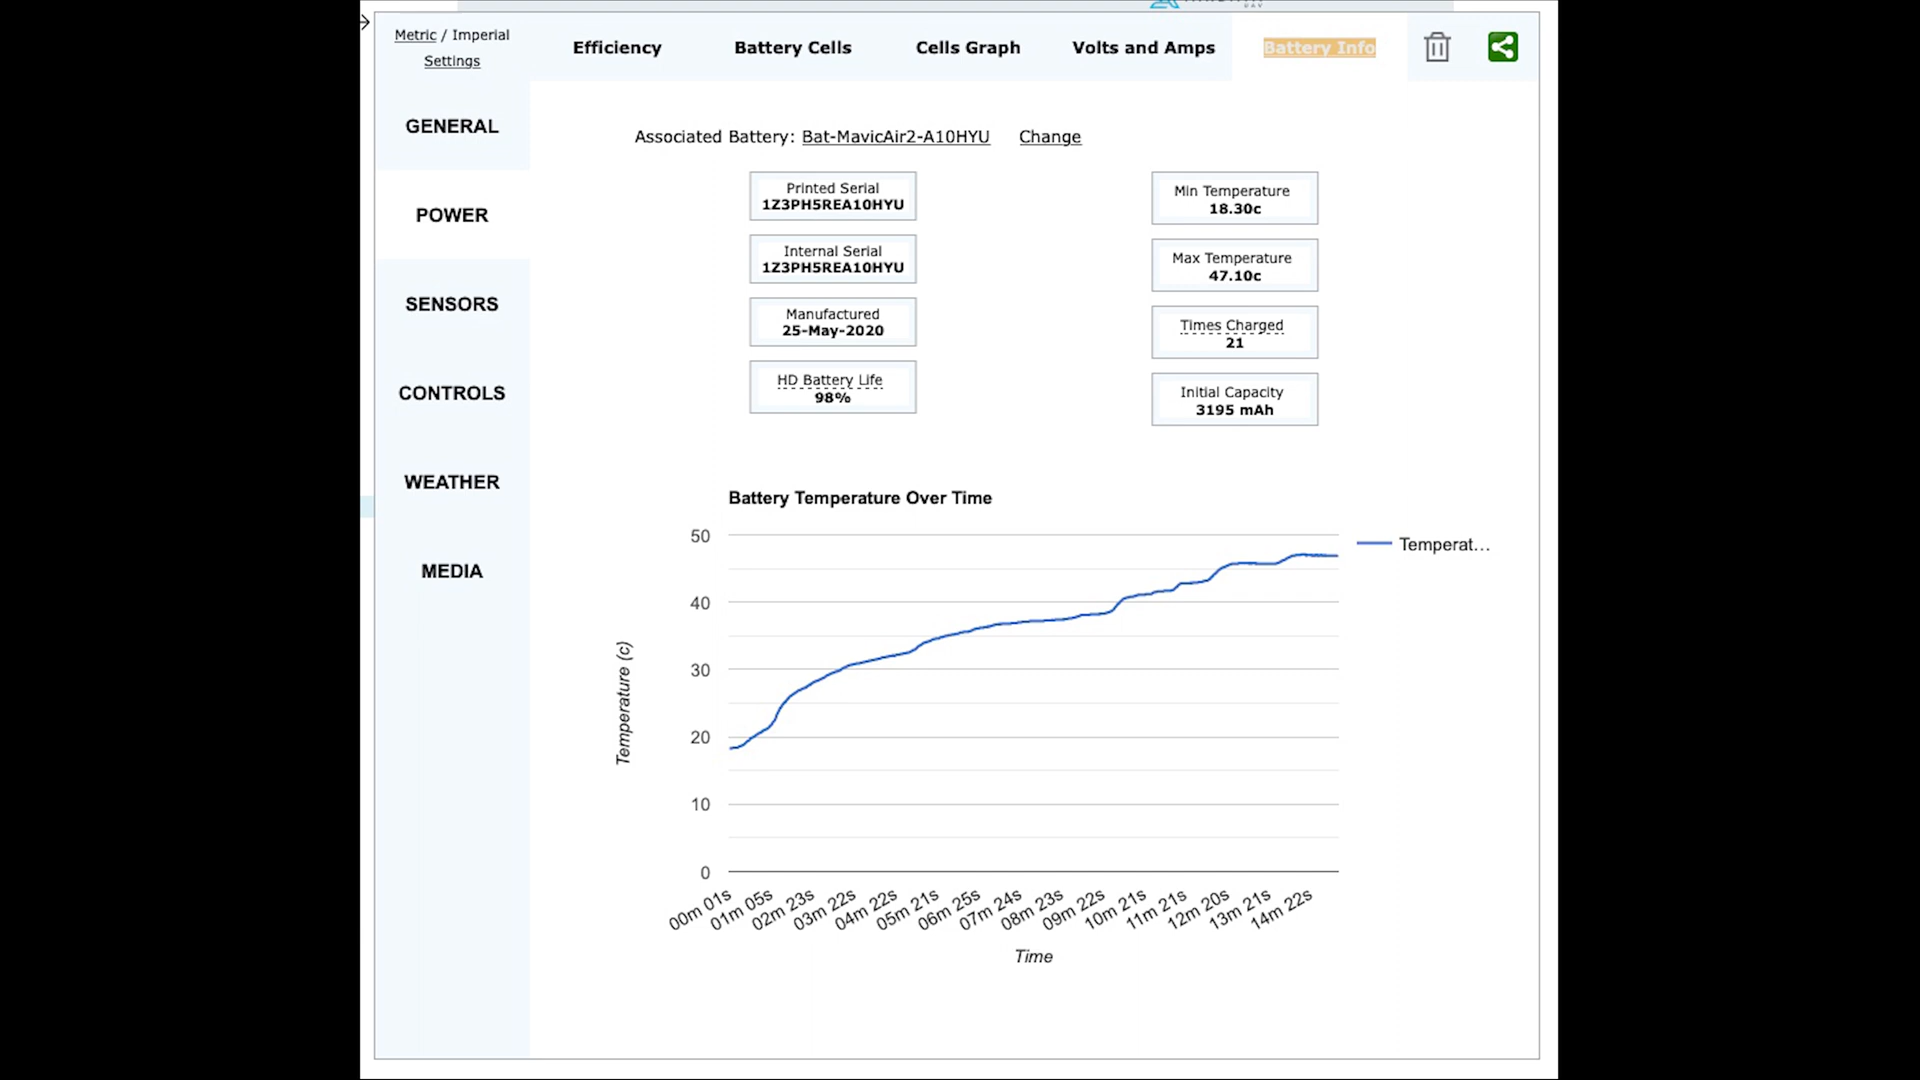 Metric / Imperial
Settings
Efficiency
Battery Cells
Cells Graph
Volts and Amps
Battery Info
GENERAL
POWER
SENSORS
CONTROLS
WEATHER
MEDIA
Associated Battery: Bat-MavicAir2-A10HYU Change
Printed Serial
1Z3PH5REA10HYU
Internal Serial
1Z3PH5REA10HYU
Manufactured
25-May-2020
HD Battery Life
98%
Min Temperature
18.30c
Max Temperature
47.10c
Times Charged
21
Initial Capacity
3195 mAh
Battery Temperature Over Time
50
40
30
20
10
0
Temperature (c)
Temperat...
00m 01s
01m 05s
02m 23s
03m 22s
04m 22s
05m 21s
06m 25s
07m 24s
08m 23s
09m 22s
10m 21s
11m 21s
12m 20s
13m 21s
14m 22s
Time